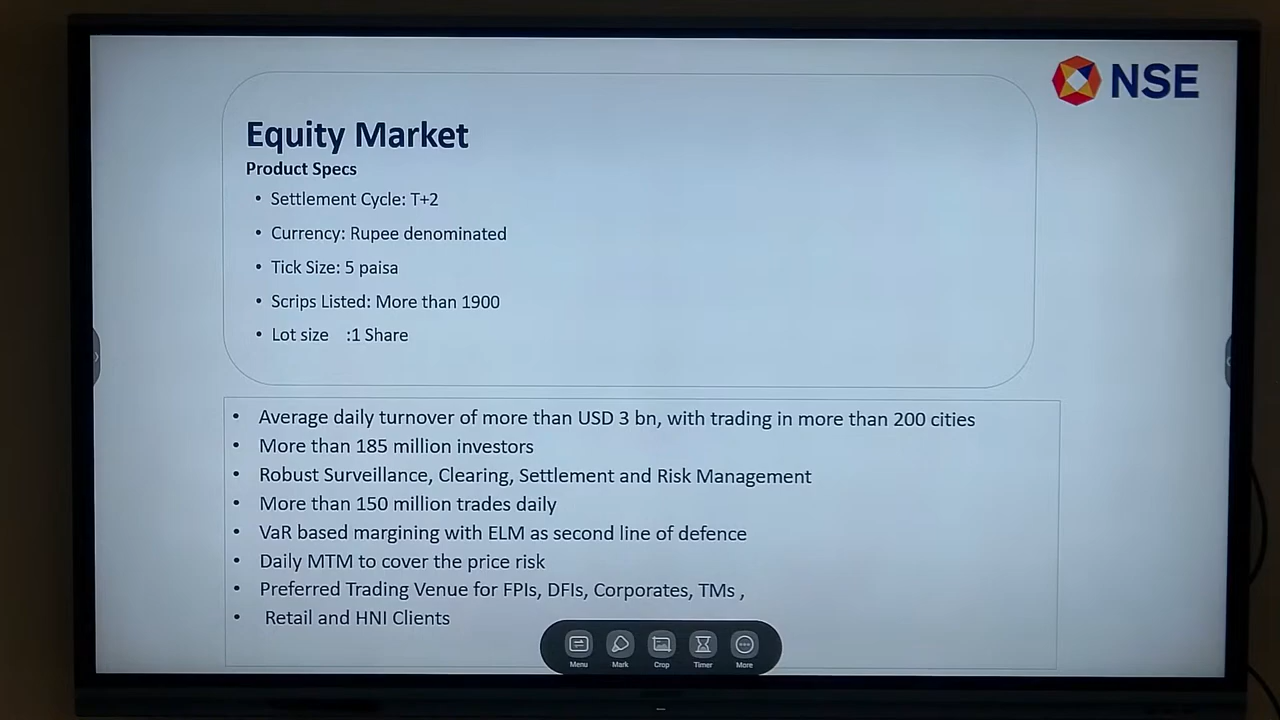 NSE
Equity Market
Product Specs
• Settlement Cycle: T+2
• Currency: Rupee denominated
• Tick Size: 5 paisa
• Scrips Listed: More than 1900
• Lot size :1 Share
• Average daily turnover of more than USD 3 bn, with trading in more than 200 cities
• More than 185 million investors
• Robust Surveillance, Clearing, Settlement and Risk Management
• More than 150 million trades daily
• VaR based margining with ELM as second line of defence
• Daily MTM to cover the price risk
• Preferred Trading Venue for FPIs, DFIs, Corporates, TMs ,
• Retail and HNI Clients
Menu Mark Crop Timer More